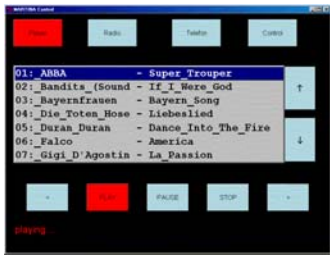 MARTINA Control
Radio Telefon Control
01:_ABBA - Super_Trouper
02:_Bandits_(Sound - If_I_Were_God
03:_Bayernfrauen - Bayern_Song
04:_Die_Toten_Hose - Liebeslied
05:_Duran_Duran - Dance_Into_The_Fire
06:_Falco - America
07:_Gigi_D'Agostin - La_Passion
↑
↓
PLAY PAUSE STOP
playing...